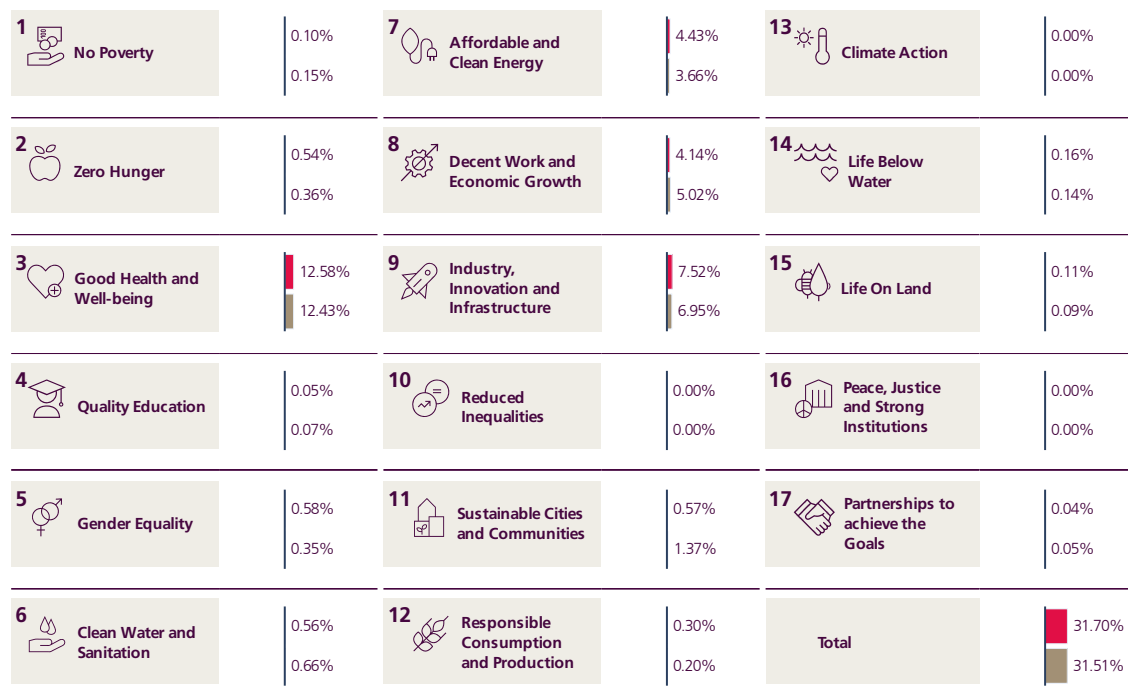 1
No Poverty
0.10%
0.15%
2
Zero Hunger
0.54%
0.36%
3
Good Health and
Well-being
12.58%
12.43%
4
Quality Education
0.05%
0.07%
5
Gender Equality
0.58%
0.35%
6
Clean Water and
Sanitation
0.56%
0.66%
7
Affordable and
Clean Energy
4.43%
3.66%
8
Decent Work and
Economic Growth
4.14%
5.02%
9
Industry,
Innovation and
Infrastructure
7.52%
6.95%
10
Reduced
Inequalities
0.00%
0.00%
11
Sustainable Cities
and Communities
0.57%
1.37%
12
Responsible
Consumption
and Production
0.30%
0.20%
13
Climate Action
0.00%
0.00%
14
Life Below
Water
0.16%
0.14%
15
Life On Land
0.11%
0.09%
16
Peace, Justice
and Strong
Institutions
0.00%
0.00%
17
Partnerships to
achieve the
Goals
0.04%
0.05%
Total
31.70%
31.51%